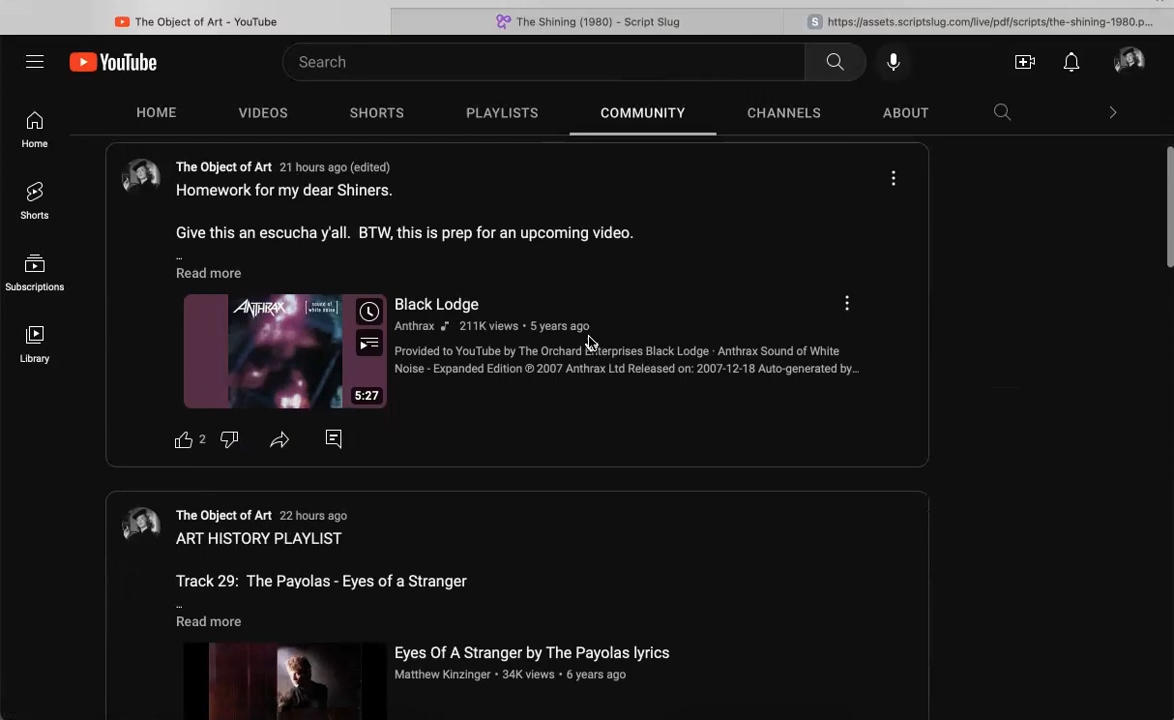 The Object of Art - YouTube
The Shining (1980) - Script Slug
S
https://assets.scriptslug.com/live/pdf/scripts/the-shining-1980.p...
YouTube
Search
HOME
VIDEOS
SHORTS
PLAYLISTS
COMMUNITY
CHANNELS
ABOUT
Home
Shorts
Subscriptions
Library
The Object of Art 21 hours ago (edited)
Homework for my dear Shiners.
Give this an escucha y'all. BTW, this is prep for an upcoming video.
...
Read more
ANTHRAX [sound of white noise]
5:27
Black Lodge
Anthrax 211K views • 5 years ago
Provided to YouTube by The Orchard Enterprises Black Lodge · Anthrax Sound of White
Noise - Expanded Edition ℗ 2007 Anthrax Ltd Released on: 2007-12-18 Auto-generated by...
2
The Object of Art 22 hours ago
ART HISTORY PLAYLIST
Track 29: The Payolas - Eyes of a Stranger
...
Read more
Eyes Of A Stranger by The Payolas lyrics
Matthew Kinzinger • 34K views • 6 years ago